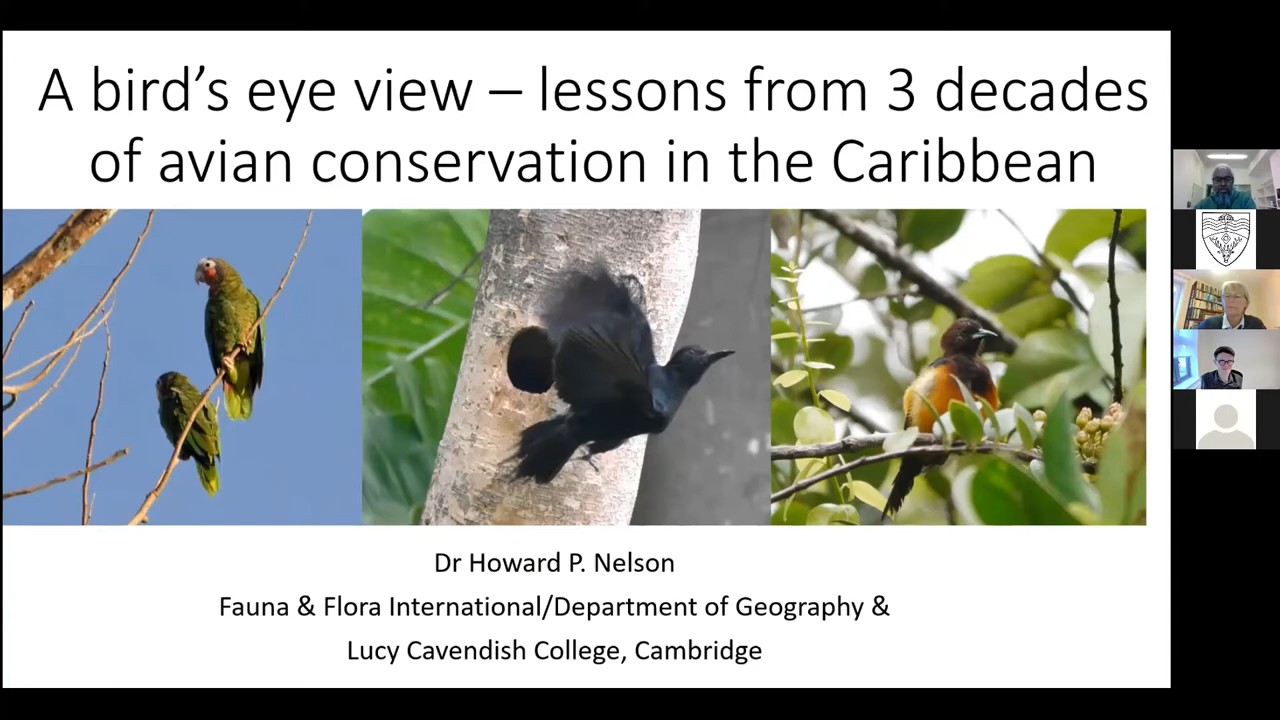 A bird’s eye view – lessons from 3 decades
of avian conservation in the Caribbean
Dr Howard P. Nelson
Fauna & Flora International/Department of Geography &
Lucy Cavendish College, Cambridge